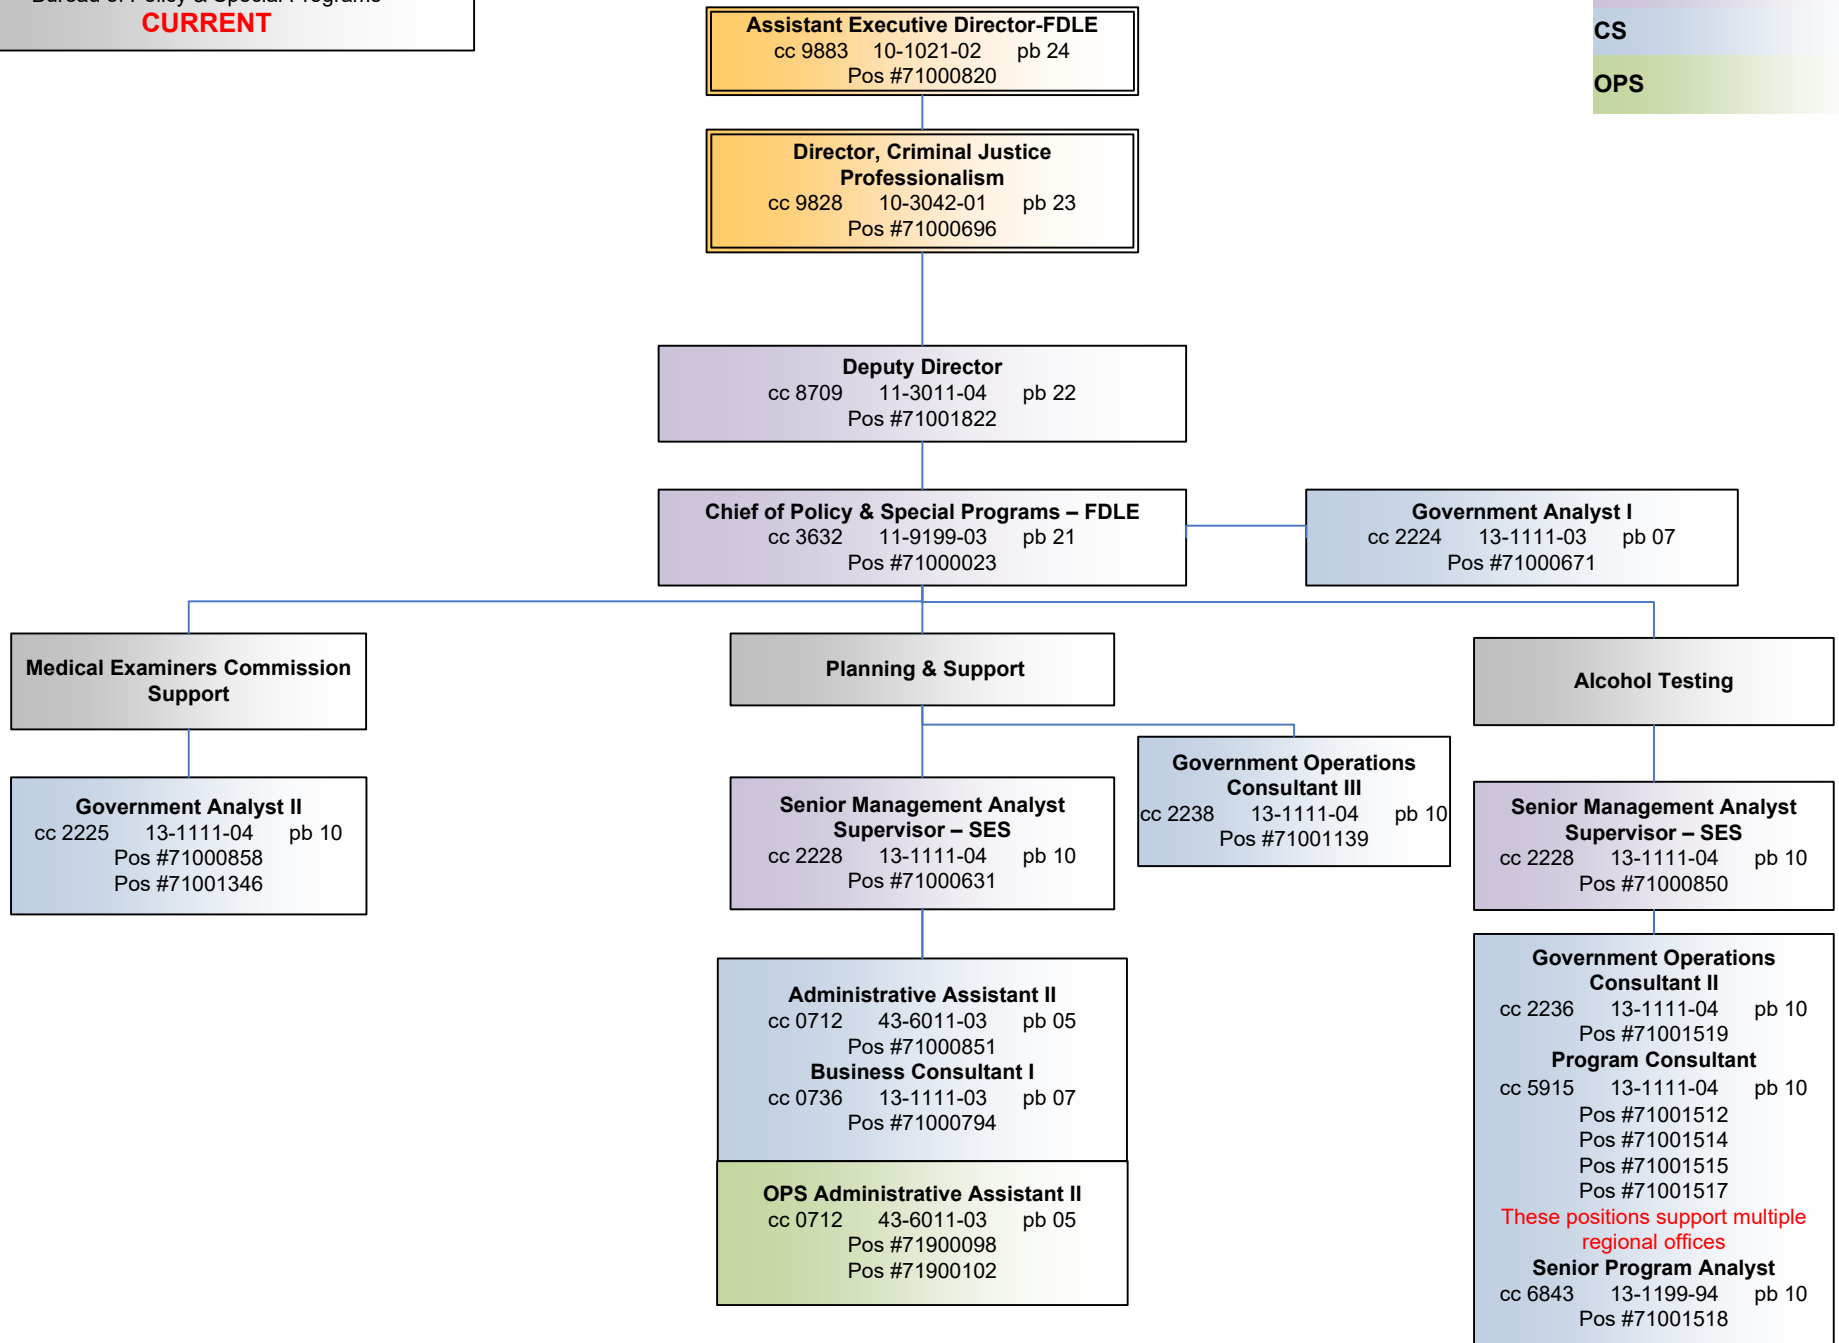 Bureau of Policy & Special Programs
CURRENT
CS
OPS
Assistant Executive Director-FDLE
cc 9883 10-1021-02 pb 24
Pos #71000820
Director, Criminal Justice
Professionalism
cc 9828 10-3042-01 pb 23
Pos #71000696
Deputy Director
cc 8709 11-3011-04 pb 22
Pos #71001822
Chief of Policy & Special Programs – FDLE
cc 3632 11-9199-03 pb 21
Pos #71000023
Government Analyst I
cc 2224 13-1111-03 pb 07
Pos #71000671
Medical Examiners Commission
Support
Government Analyst II
cc 2225 13-1111-04 pb 10
Pos #71000858
Pos #71001346
Planning & Support
Senior Management Analyst
Supervisor – SES
cc 2228 13-1111-04 pb 10
Pos #71000631
Government Operations
Consultant III
cc 2238 13-1111-04 pb 10
Pos #71001139
Administrative Assistant II
cc 0712 43-6011-03 pb 05
Pos #71000851
Business Consultant I
cc 0736 13-1111-03 pb 07
Pos #71000794
OPS Administrative Assistant II
cc 0712 43-6011-03 pb 05
Pos #71900098
Pos #71900102
Alcohol Testing
Senior Management Analyst
Supervisor – SES
cc 2228 13-1111-04 pb 10
Pos #71000850
Government Operations
Consultant II
cc 2236 13-1111-04 pb 10
Pos #71001519
Program Consultant
cc 5915 13-1111-04 pb 10
Pos #71001512
Pos #71001514
Pos #71001515
Pos #71001517
These positions support multiple
regional offices
Senior Program Analyst
cc 6843 13-1199-94 pb 10
Pos #71001518